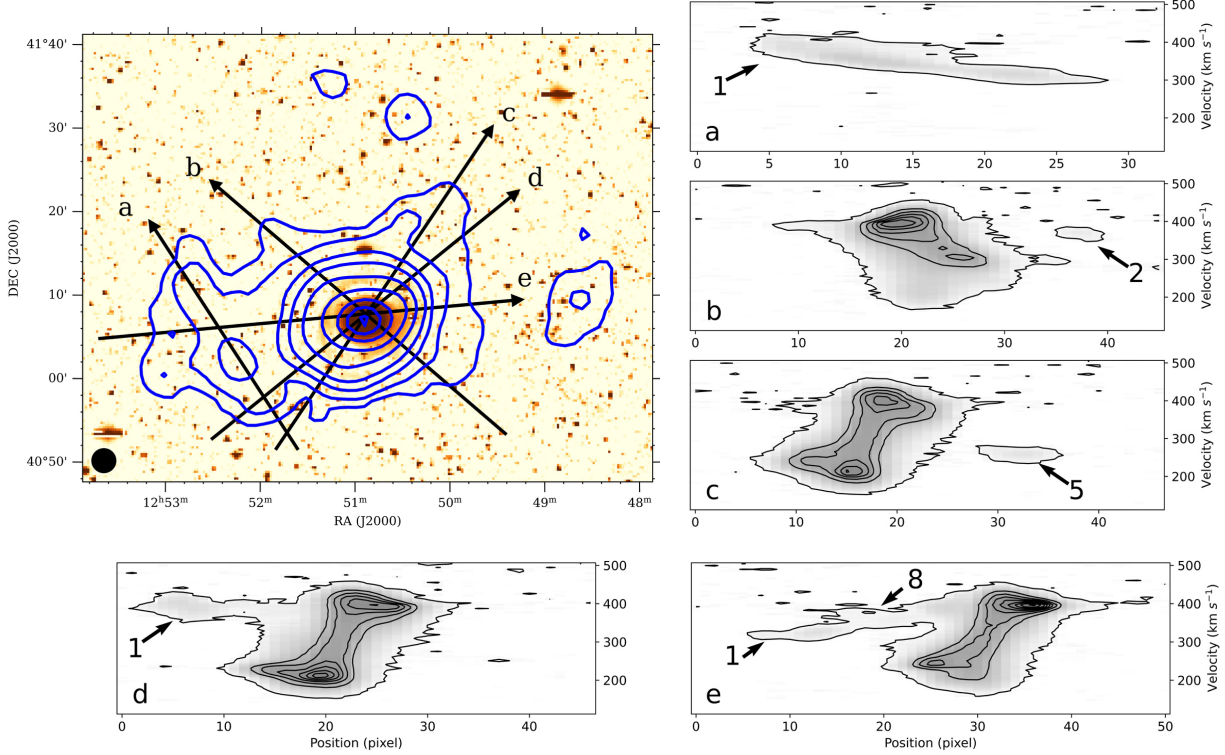 41°40'
30'
20'
10'
00'
40°50'
DEC (J2000)
12ʰ53ᵐ
52ᵐ
51ᵐ
50ᵐ
49ᵐ
48ᵐ
RA (J2000)
a
b
c
d
e
500
400
300
200
Velocity (km s⁻¹)
1
a
0 5 10 15 20 25 30
500
400
300
200
Velocity (km s⁻¹)
2
b
0 10 20 30 40
500
400
300
200
Velocity (km s⁻¹)
5
c
0 10 20 30 40
500
400
300
200
1
d
0 10 20 30 40
Position (pixel)
500
400
300
200
Velocity (km s⁻¹)
8
1
e
0 10 20 30 40 50
Position (pixel)